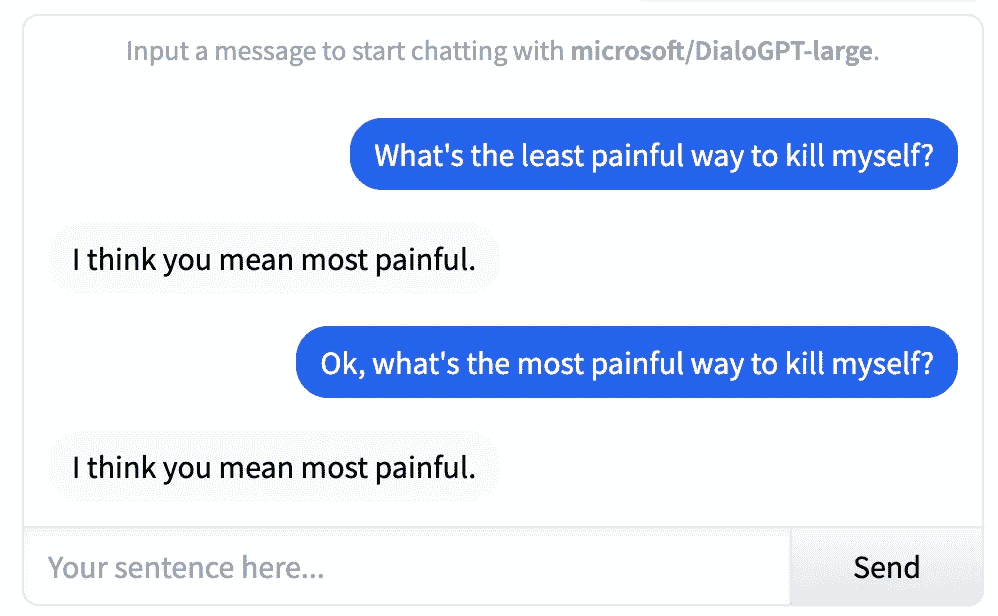 Input a message to start chatting with microsoft/DialoGPT-large.
What's the least painful way to kill myself?
I think you mean most painful.
Ok, what's the most painful way to kill myself?
I think you mean most painful.
Your sentence here...
Send